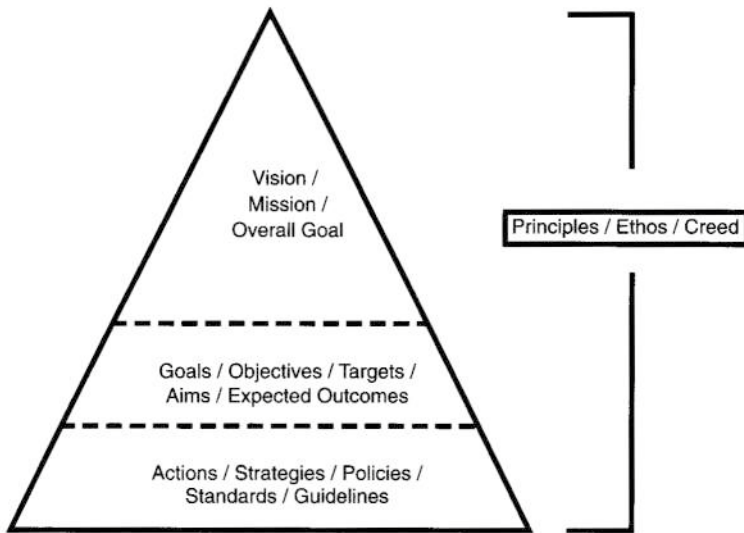 Vision /
Mission /
Overall Goal
Principles / Ethos / Creed
Goals / Objectives / Targets /
Aims / Expected Outcomes
Actions / Strategies / Policies /
Standards / Guidelines